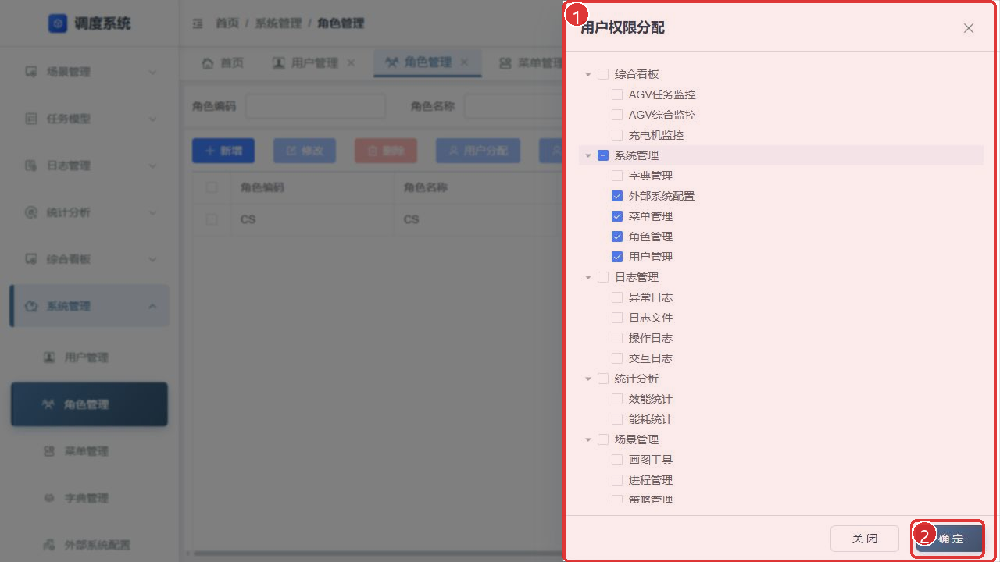 调度系统
首页 / 系统管理 / 角色管理
首页
用户管理
角色管理
菜单管理
场景管理
任务模型
日志管理
统计分析
综合看板
系统管理
用户管理
角色管理
菜单管理
字典管理
外部系统配置
角色编码
角色名称
新增
修改
删除
用户分配
角色编码 角色名称
CS CS
1
用户权限分配
综合看板
AGV任务监控
AGV综合监控
充电机监控
系统管理
字典管理
外部系统配置
菜单管理
角色管理
用户管理
日志管理
异常日志
日志文件
操作日志
交互日志
统计分析
效能统计
能耗统计
场景管理
画图工具
进程管理
策略管理
关闭
2
确定